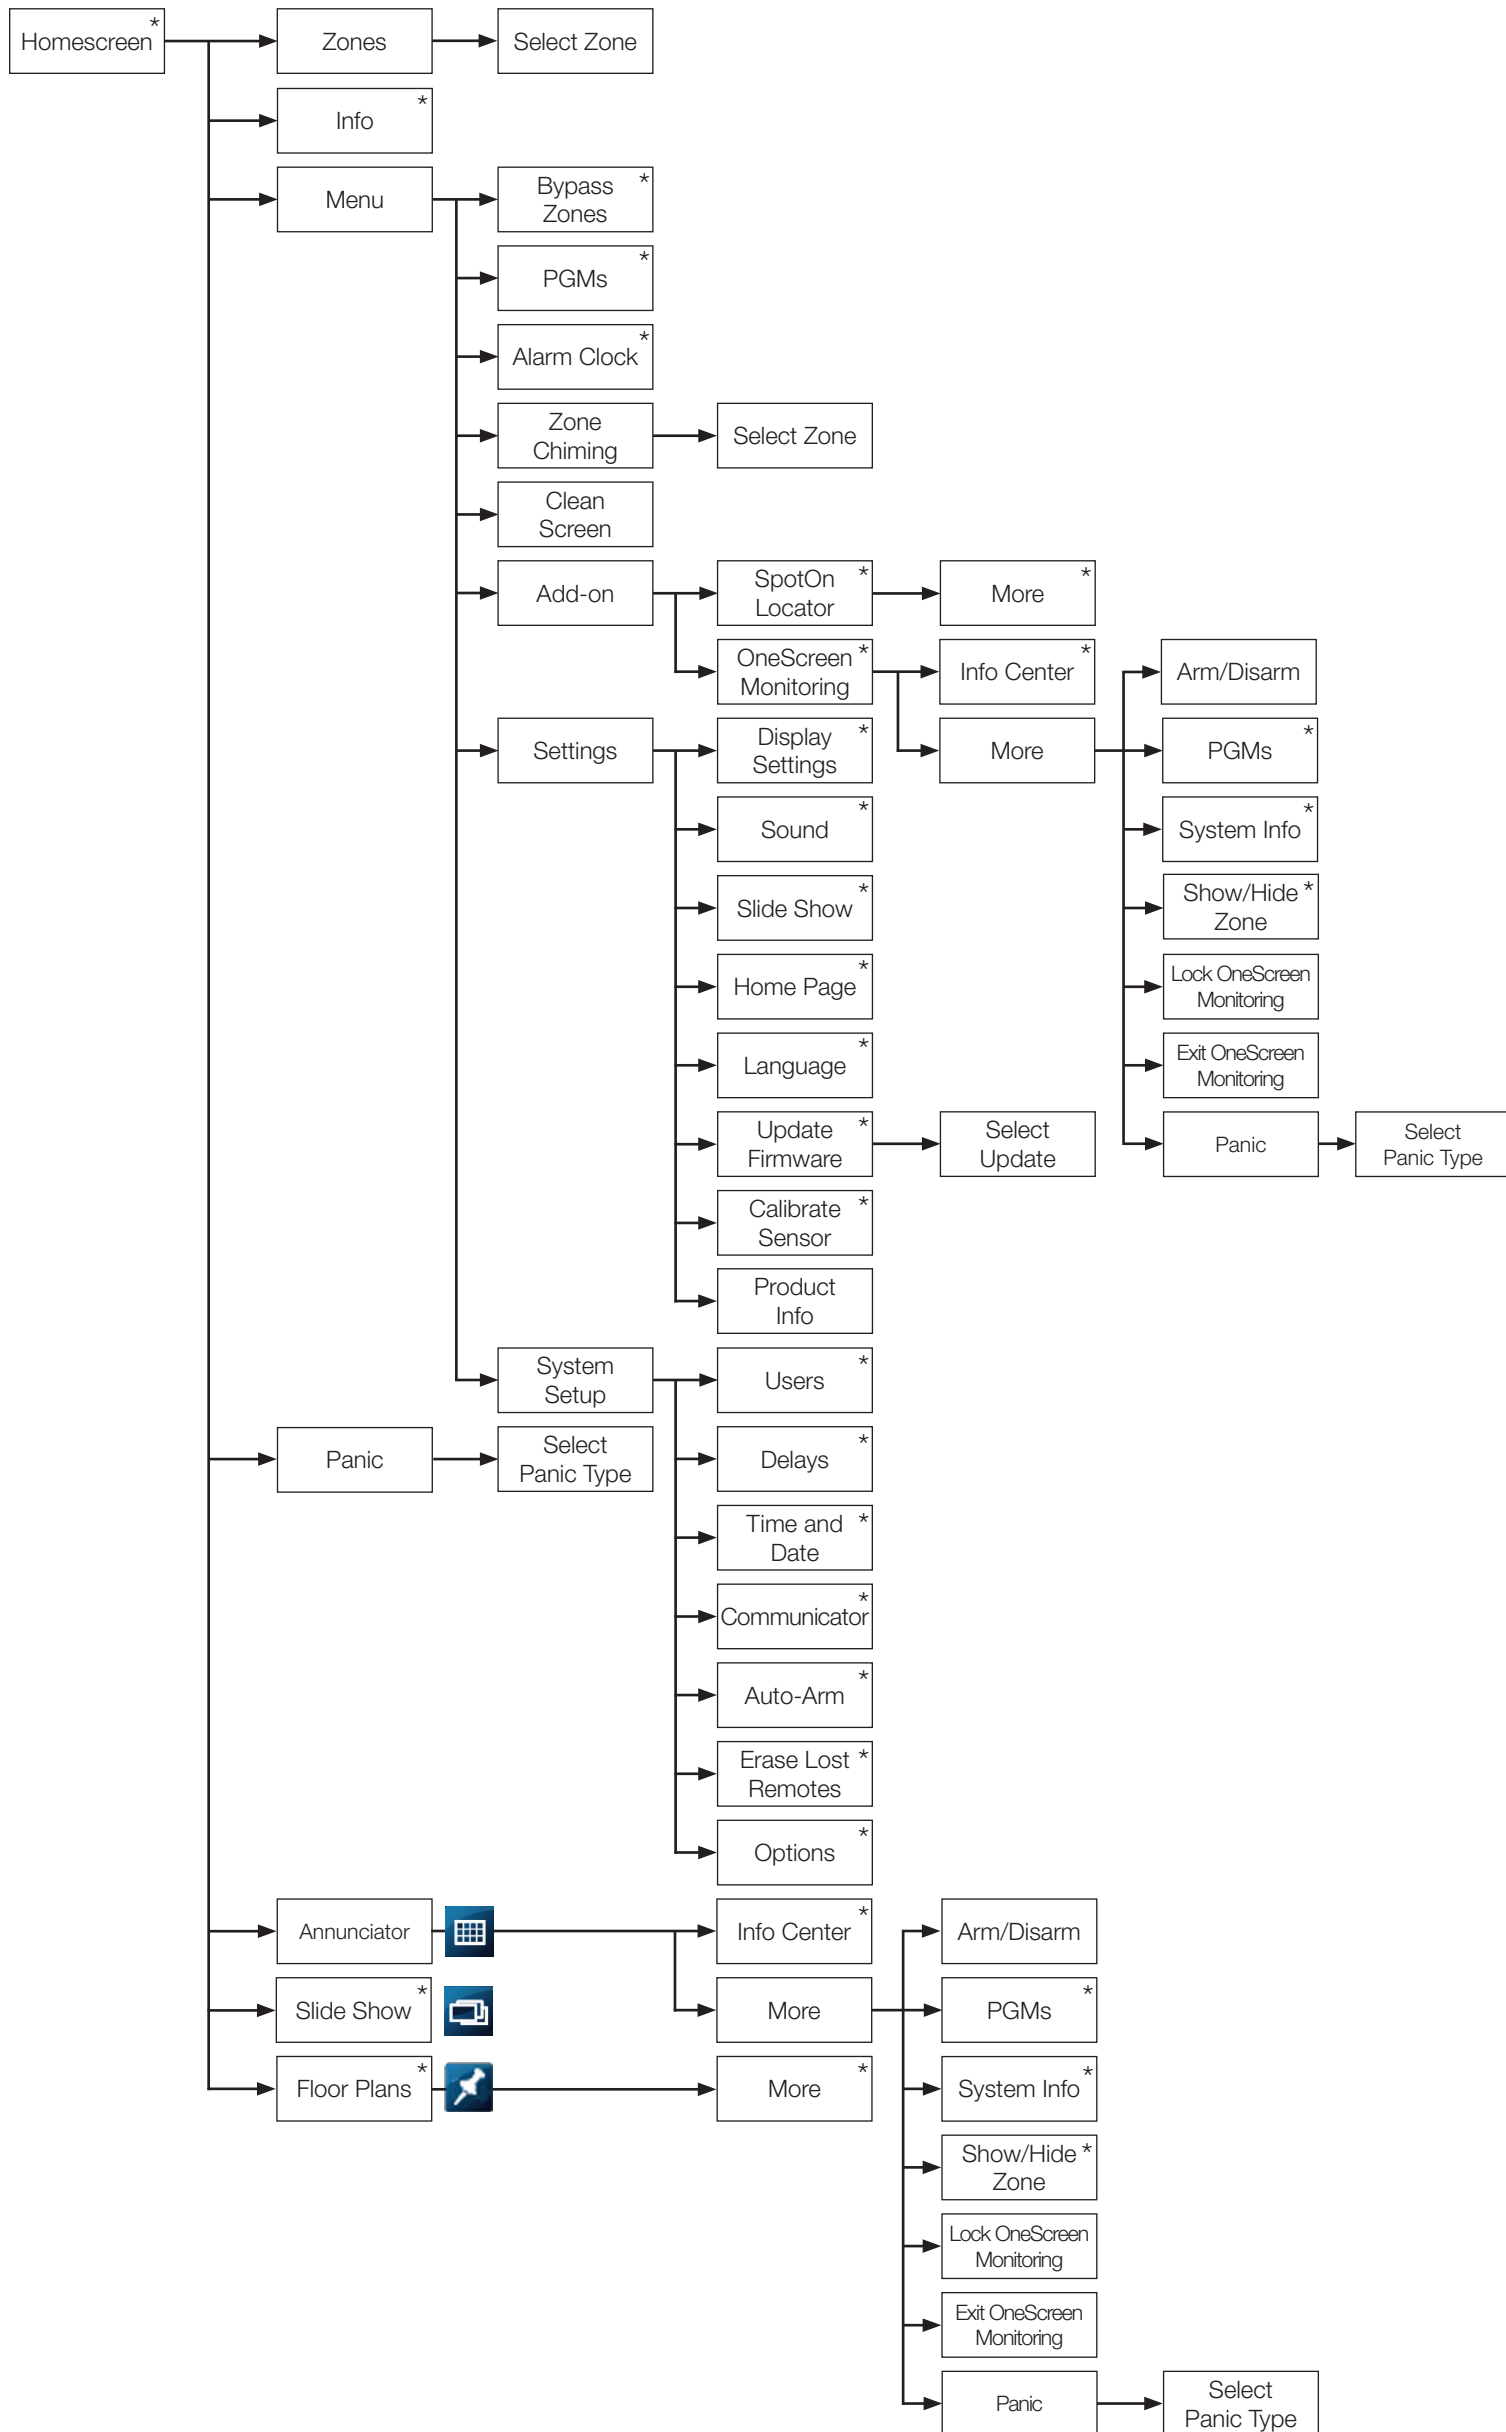 Homescreen *
Zones
Select Zone
Info *
Menu
Bypass *
Zones
PGMs *
Alarm Clock *
Zone
Chiming
Select Zone
Clean
Screen
Add-on
SpotOn *
Locator
More *
OneScreen *
Monitoring
Info Center *
Arm/Disarm
Settings
Display *
Settings
More
PGMs *
Sound *
System Info *
Slide Show *
Show/Hide *
Zone
Home Page *
Lock OneScreen
Monitoring
Language *
Exit OneScreen
Monitoring
Update *
Firmware
Select
Update
Panic
Select
Panic Type
Calibrate *
Sensor
Product
Info
System
Setup
Users *
Panic
Select
Panic Type
Delays *
Time and *
Date
Communicator *
Auto-Arm *
Erase Lost *
Remotes
Options *
Annunciator
Info Center *
Arm/Disarm
Slide Show *
More
PGMs *
Floor Plans *
More *
System Info *
Show/Hide *
Zone
Lock OneScreen
Monitoring
Exit OneScreen
Monitoring
Panic
Select
Panic Type